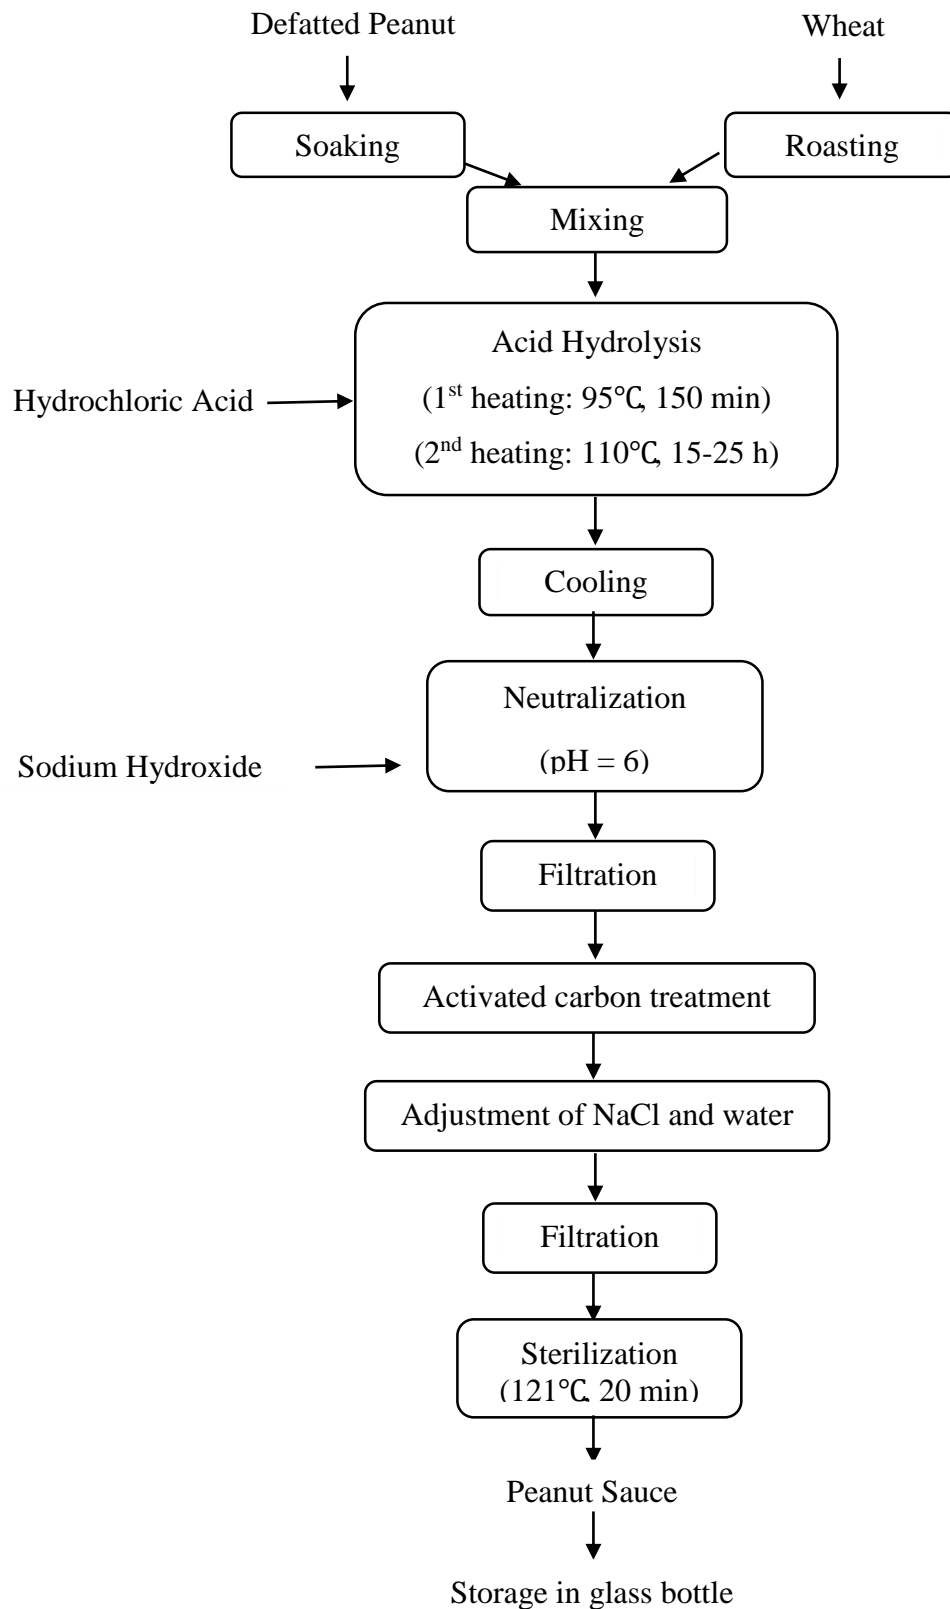 Defatted Peanut
Wheat
Soaking
Roasting
Mixing
Acid Hydrolysis
(1st heating: 95℃, 150 min)
Hydrochloric Acid
(2nd heating: 110℃, 15-25 h)
Cooling
Neutralization
(pH = 6)
Sodium Hydroxide
Filtration
Activated carbon treatment
Adjustment of NaCl and water
Filtration
Sterilization
(121℃, 20 min)
Peanut Sauce
Storage in glass bottle